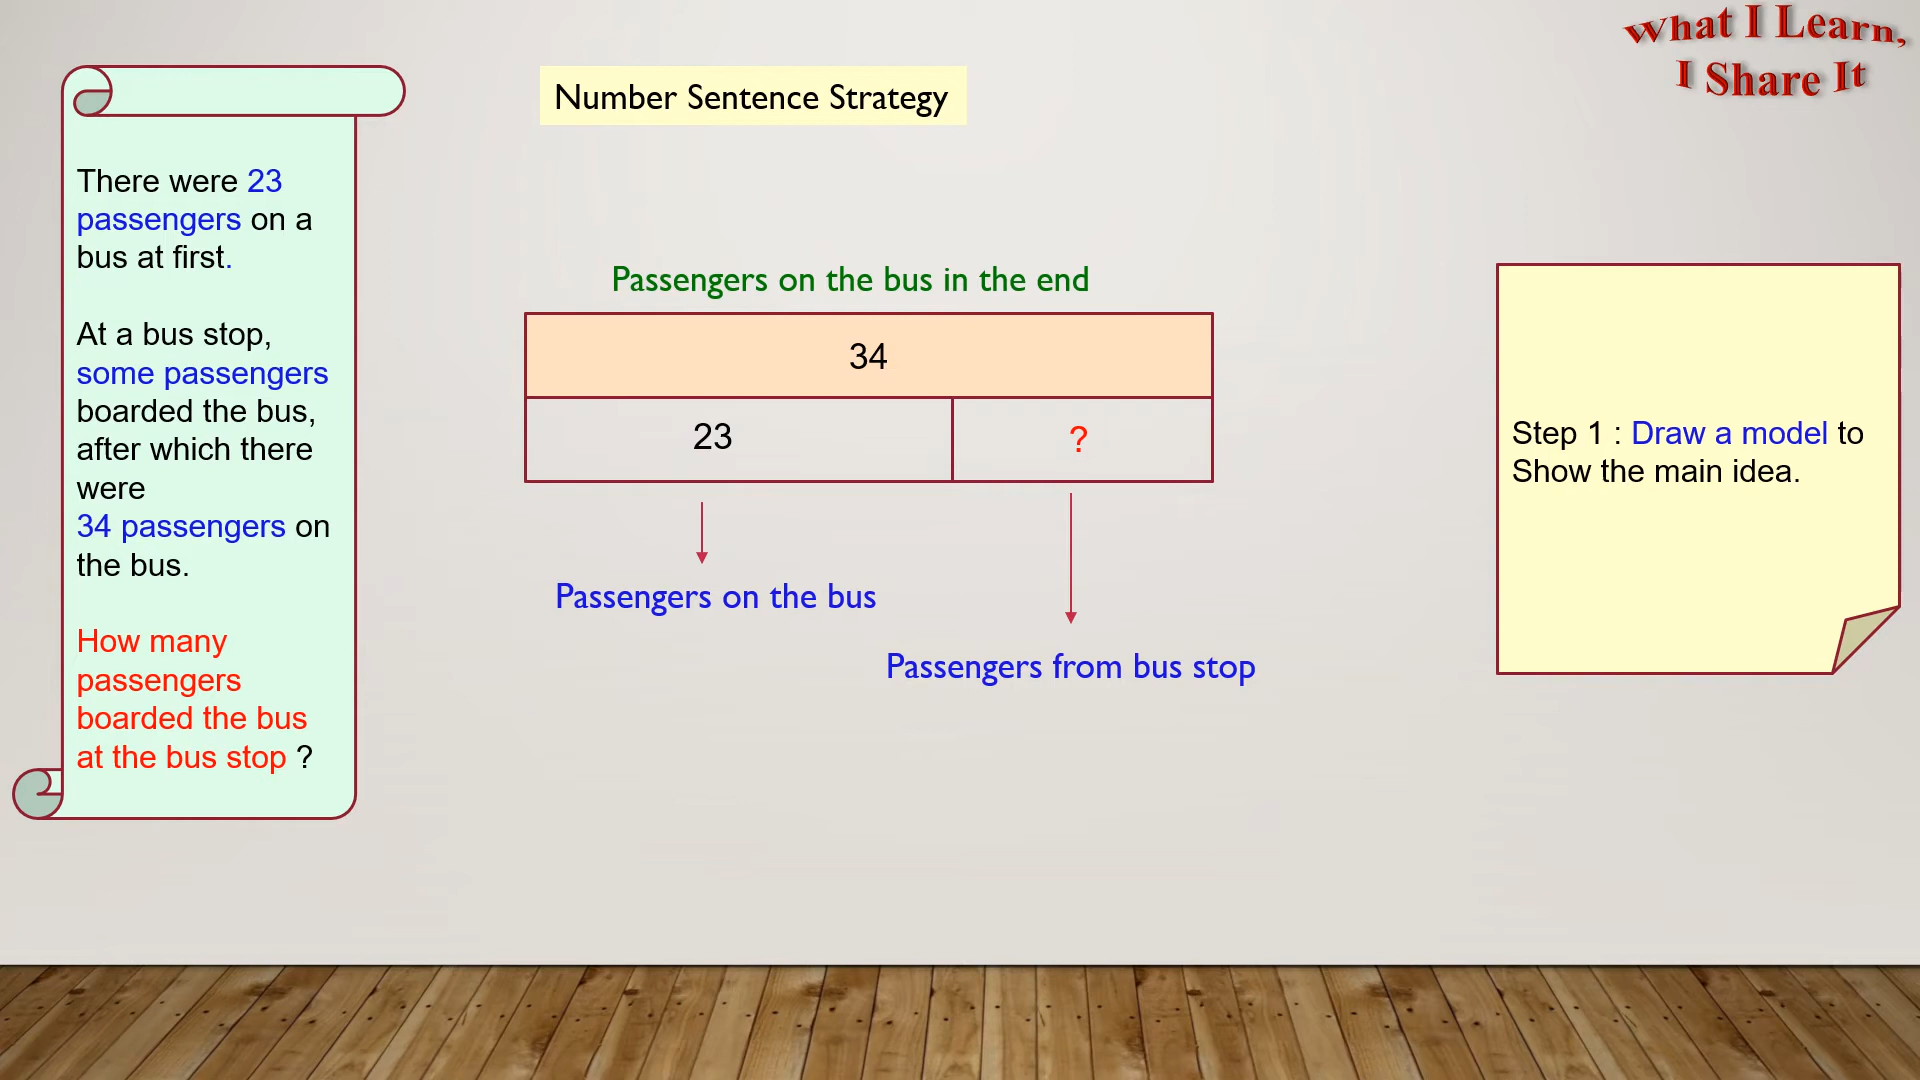 What I Learn,
I Share It
Number Sentence Strategy
There were 23
passengers on a
bus at first.
At a bus stop,
some passengers
boarded the bus,
after which there
were
34 passengers on
the bus.
How many
passengers
boarded the bus
at the bus stop ?
Passengers on the bus in the end
34
23
?
Passengers on the bus
Passengers from bus stop
Step 1 : Draw a model to
Show the main idea.